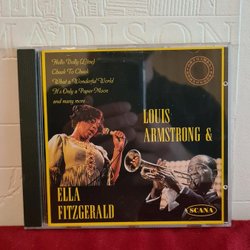 Hello Dolly (Live)
Cheek To Cheek
What a Wonderful World
It's Only a Paper Moon
and many more
LOUIS
ARMSTRONG &
ELLA
FITZGERALD
SCANA